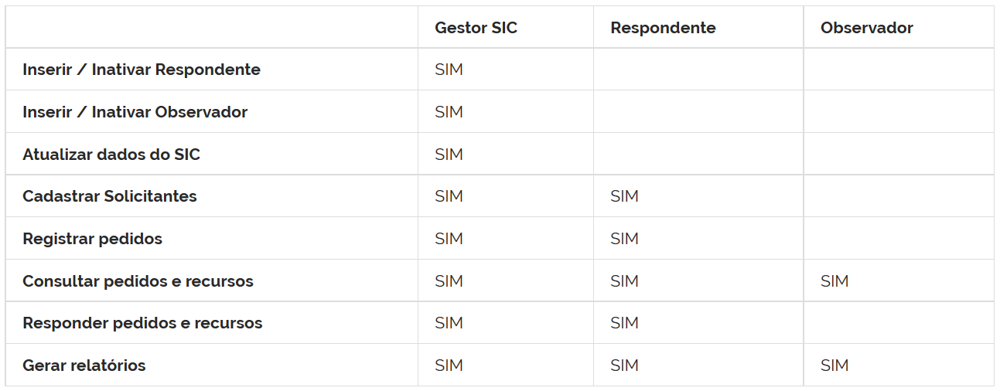 Gestor SIC Respondente Observador
Inserir / Inativar Respondente SIM
Inserir / Inativar Observador SIM
Atualizar dados do SIC SIM
Cadastrar Solicitantes SIM SIM
Registrar pedidos SIM SIM
Consultar pedidos e recursos SIM SIM SIM
Responder pedidos e recursos SIM SIM
Gerar relatórios SIM SIM SIM